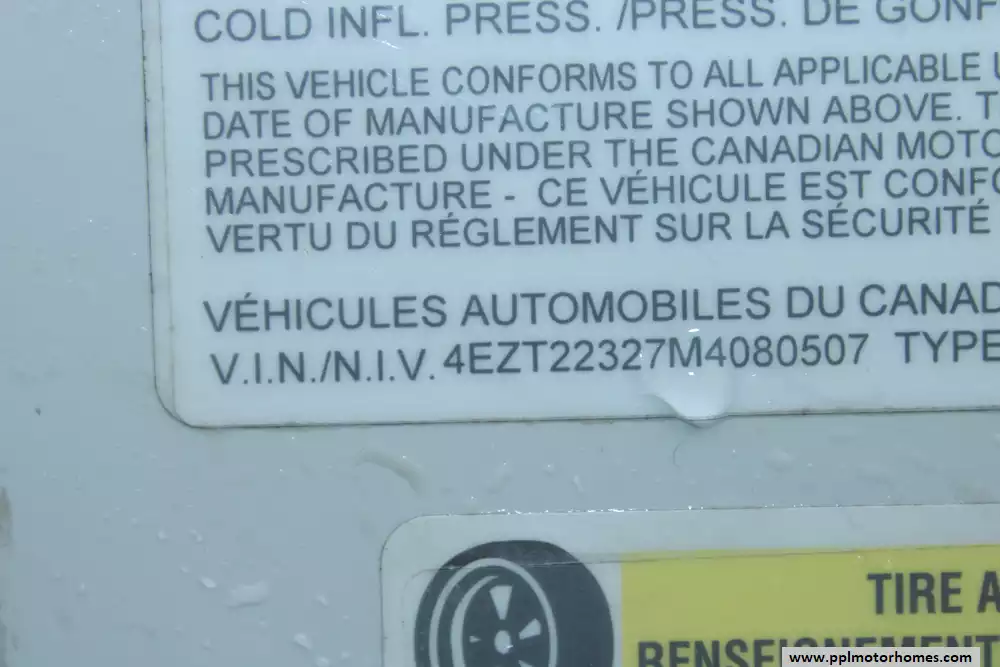 COLD INFL. PRESS. /PRESS. DE GONF
THIS VEHICLE CONFORMS TO ALL APPLICABLE
DATE OF MANUFACTURE SHOWN ABOVE. T
PRESCRIBED UNDER THE CANADIAN MOTO
MANUFACTURE - CE VÉHICULE EST CONFO
VERTU DU RÉGLEMENT SUR LA SÉCURITÉ
VÉHICULES AUTOMOBILES DU CANAD
V.I.N./N.I.V. 4EZT22327M4080507 TYPE
TIRE A
RENSEIGNEMENT
www.pplmotorhomes.com